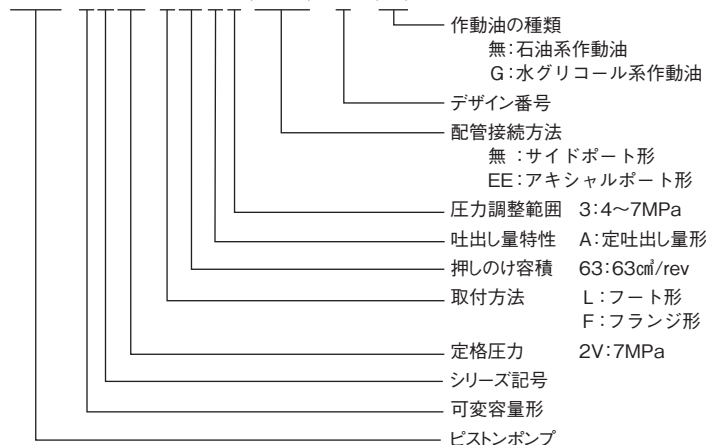 作動油の種類
無:石油系作動油
G:水グリコール系作動油
デザイン番号
配管接続方法
無 :サイドポート形
EE:アキシャルポート形
圧力調整範囲 3:4～7MPa
吐出し量特性 A:定吐出し量形
押しのけ容積 63:63㎤/rev
取付方法 L:フート形
F:フランジ形
定格圧力 2V:7MPa
シリーズ記号
可変容量形
ピストンポンプ